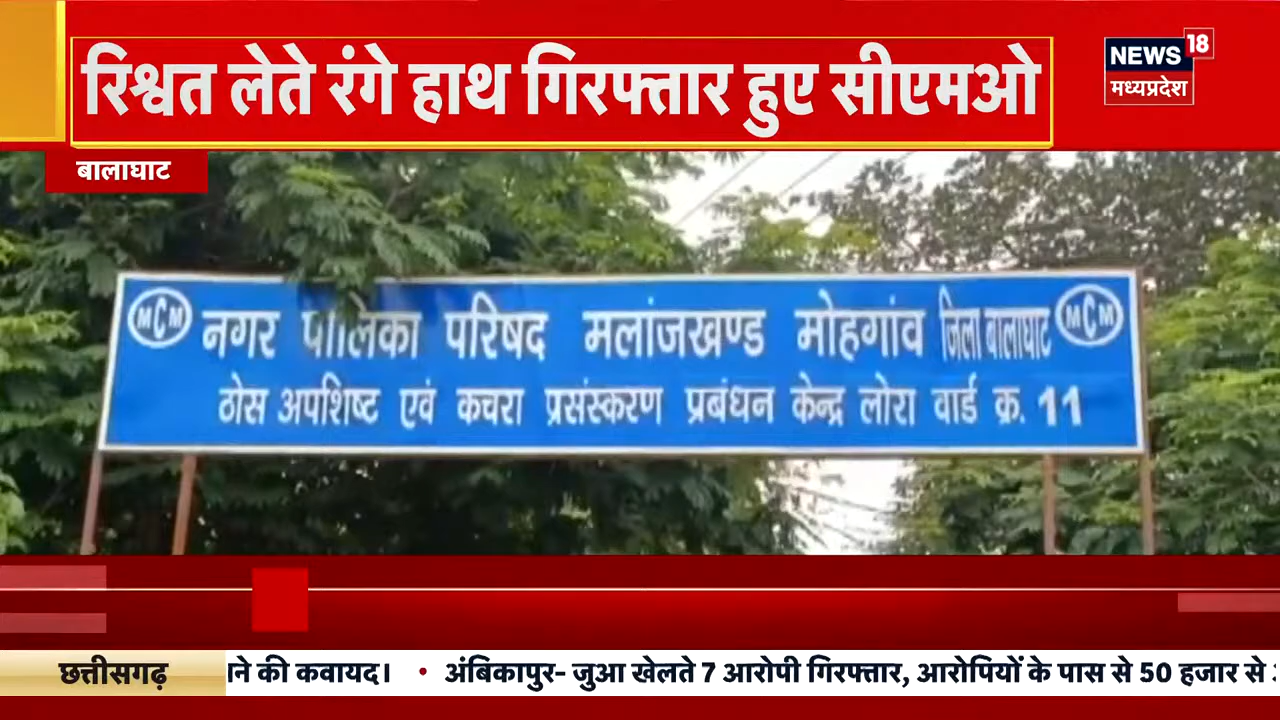 रिश्वत लेते रंगे हाथ गिरफ्तार हुए सीएमओ
NEWS 18
मध्यप्रदेश
बालाघाट
MCM नगर पालिका परिषद मलांजखण्ड मोहगांव जिला बालाघाट MCM
ठोस अपशिष्ट एवं कचरा प्रसंस्करण प्रबंधन केन्द्र लोरा वार्ड क्र. 11
छत्तीसगढ़ ने की कवायद। • अंबिकापुर- जुआ खेलते 7 आरोपी गिरफ्तार, आरोपियों के पास से 50 हजार से